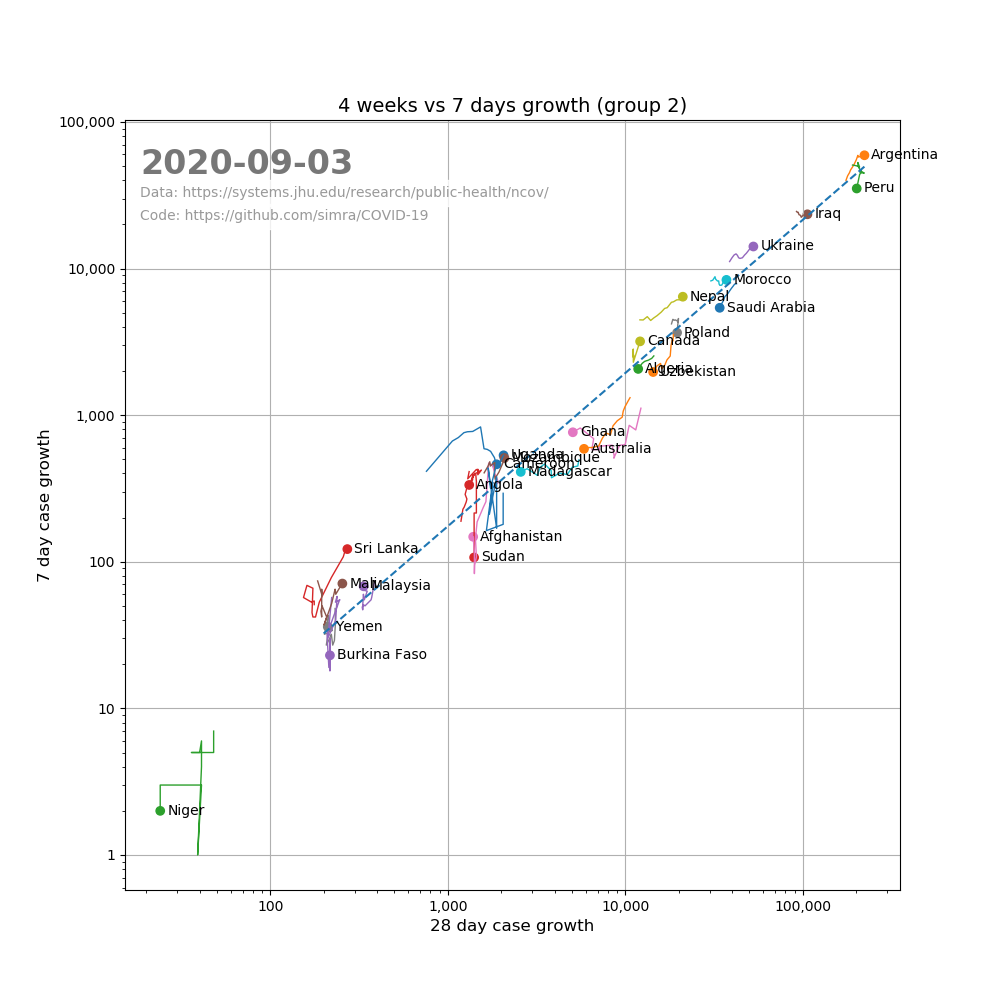 4 weeks vs 7 days growth (group 2)
100,000
2020-09-03
Argentina
Data: https://systems.jhu.edu/research/public-health/ncov/
Peru
Code: https://github.com/simra/COVID-19
Iraq
Ukraine
10,000
Morocco
Nepal
Saudi Arabia
Poland
Canada
Algeria
Uzbekistan
1,000
Ghana
Australia
Uganda
Mozambique
Cameroon
Madagascar
Angola
Afghanistan
Sri Lanka
Sudan
100
Mali
Malaysia
Yemen
Burkina Faso
10
Niger
1
7 day case growth
100
1,000
10,000
100,000
28 day case growth